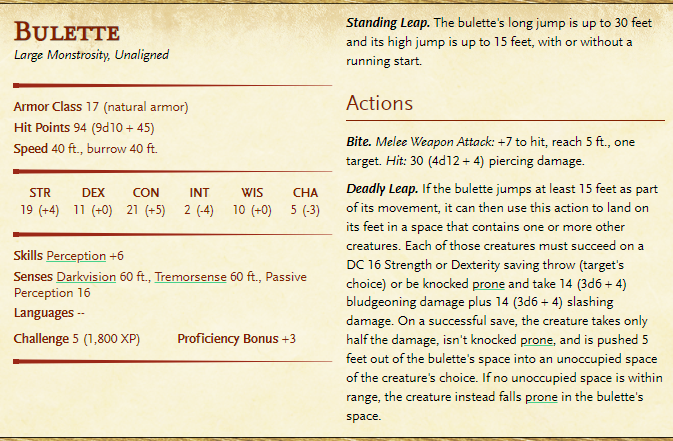 BULETTE
Large Monstrosity, Unaligned
Armor Class 17 (natural armor)
Hit Points 94 (9d10 + 45)
Speed 40 ft., burrow 40 ft.
STR DEX CON INT WIS CHA
19 (+4) 11 (+0) 21 (+5) 2 (-4) 10 (+0) 5 (-3)
Skills Perception +6
Senses Darkvision 60 ft., Tremorsense 60 ft., Passive
Perception 16
Languages --
Challenge 5 (1,800 XP) Proficiency Bonus +3
Standing Leap. The bulette's long jump is up to 30 feet
and its high jump is up to 15 feet, with or without a
running start.
Actions
Bite. Melee Weapon Attack: +7 to hit, reach 5 ft., one
target. Hit: 30 (4d12 + 4) piercing damage.
Deadly Leap. If the bulette jumps at least 15 feet as part
of its movement, it can then use this action to land on
its feet in a space that contains one or more other
creatures. Each of those creatures must succeed on a
DC 16 Strength or Dexterity saving throw (target's
choice) or be knocked prone and take 14 (3d6 + 4)
bludgeoning damage plus 14 (3d6 + 4) slashing
damage. On a successful save, the creature takes only
half the damage, isn't knocked prone, and is pushed 5
feet out of the bulette's space into an unoccupied space
of the creature's choice. If no unoccupied space is within
range, the creature instead falls prone in the bulette's
space.